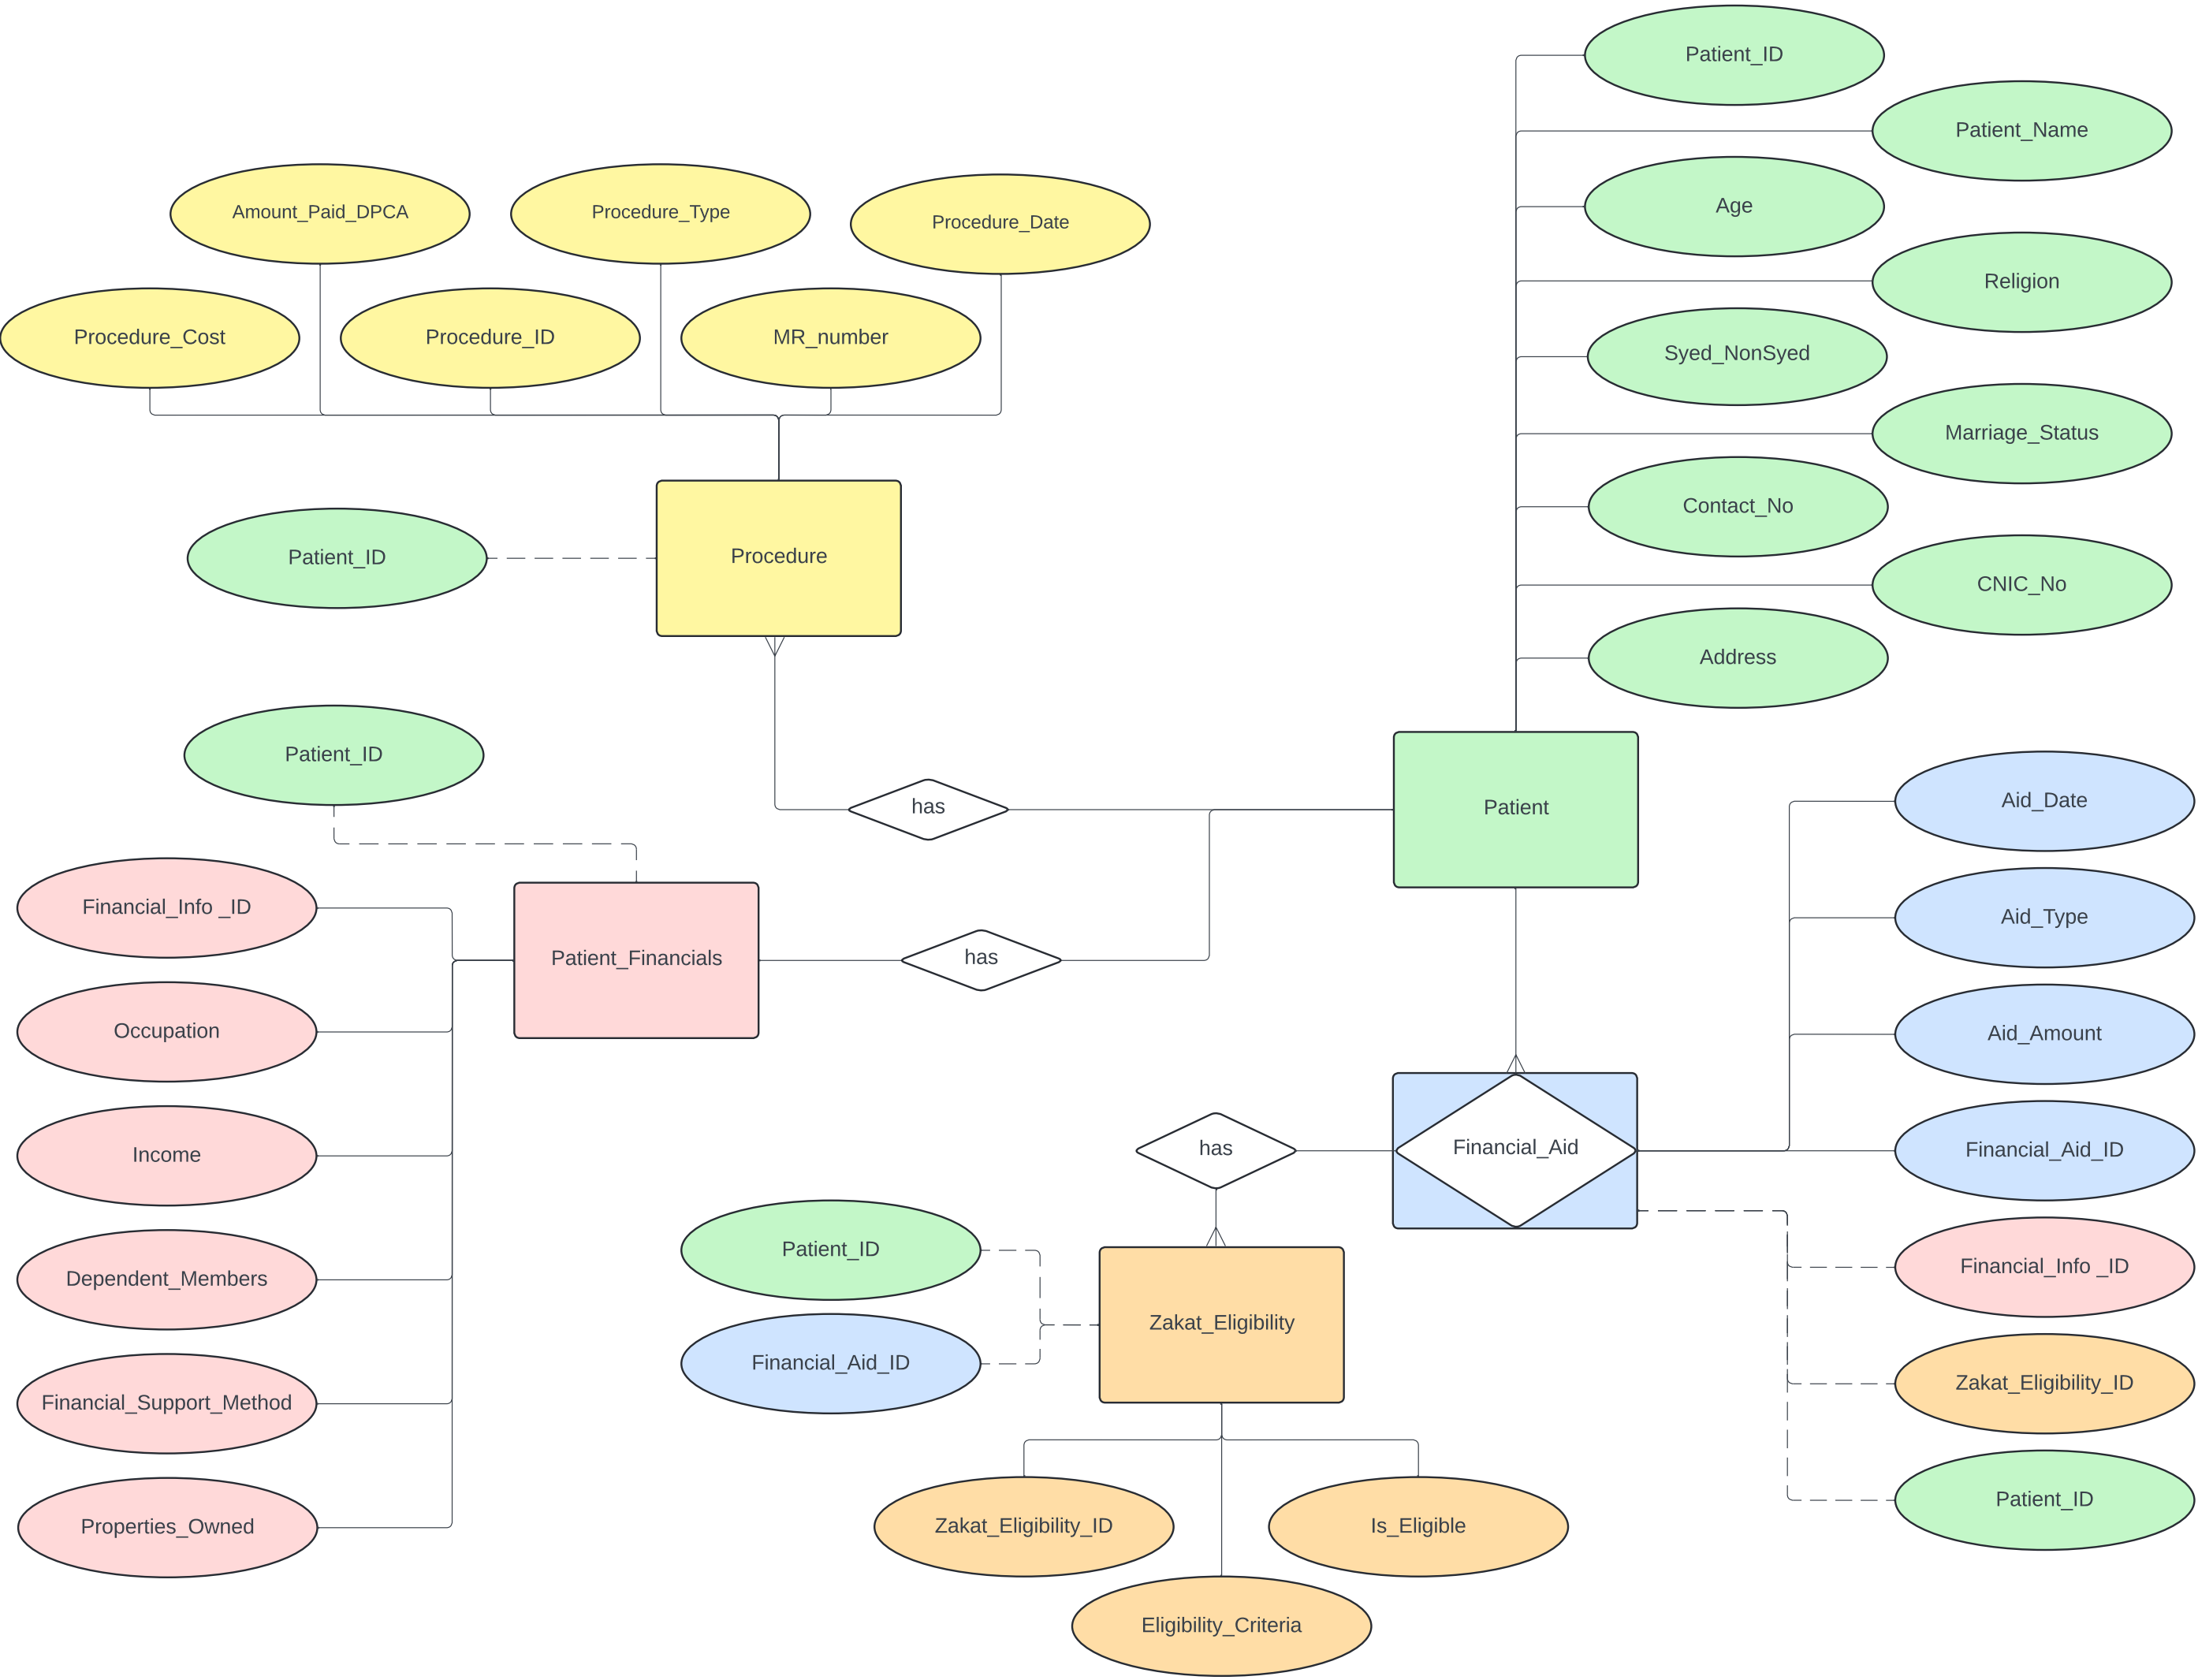 Patient_ID
Patient_Name
Age
Religion
Syed_NonSyed
Marriage_Status
Contact_No
CNIC_No
Address
Amount_Paid_DPCA
Procedure_Type
Procedure_Date
Procedure_Cost
Procedure_ID
MR_number
Patient_ID
Procedure
Patient_ID
has
Patient
Aid_Date
Aid_Type
Aid_Amount
Financial_Aid_ID
Financial_Info _ID
Zakat_Eligibility_ID
Patient_ID
Financial_Info _ID
Occupation
Income
Dependent_Members
Financial_Support_Method
Properties_Owned
Patient_Financials
has
has
Financial_Aid
Patient_ID
Financial_Aid_ID
Zakat_Eligibility
Zakat_Eligibility_ID
Is_Eligible
Eligibility_Criteria